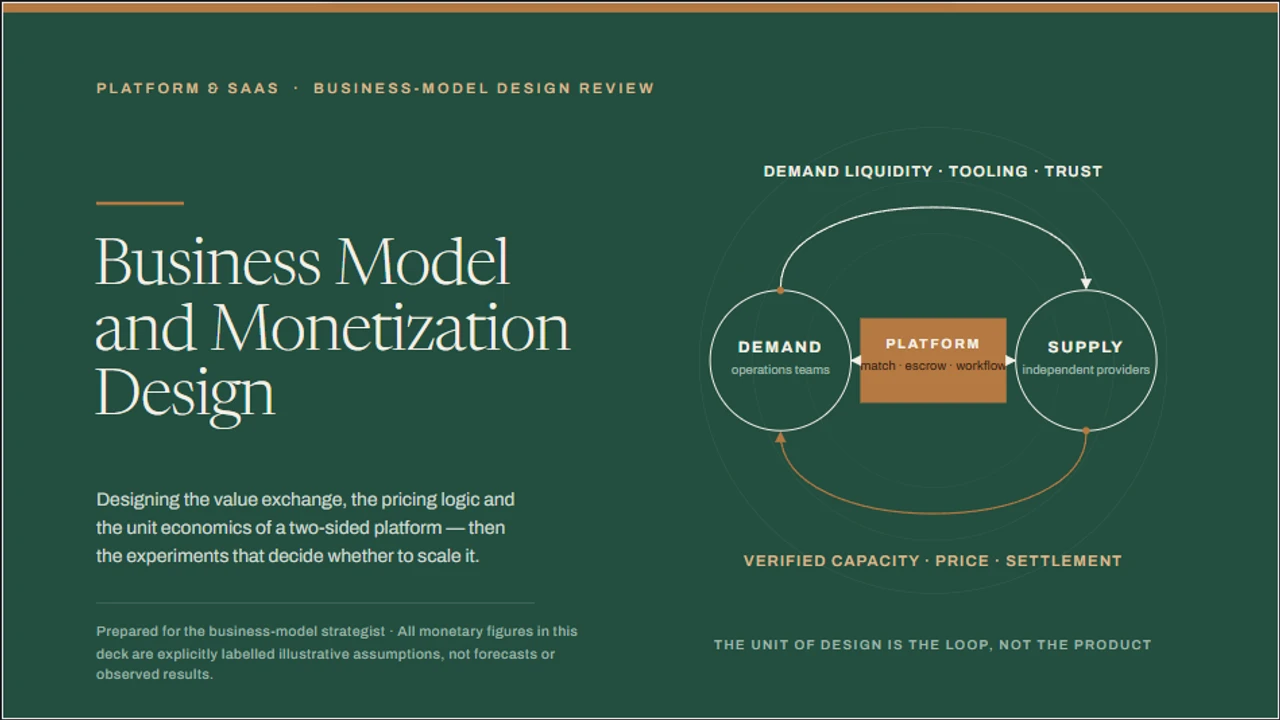 PLATFORM & SAAS · BUSINESS-MODEL DESIGN REVIEW
Business Model
and Monetization
Design
Designing the value exchange, the pricing logic and
the unit economics of a two-sided platform — then
the experiments that decide whether to scale it.
Prepared for the business-model strategist · All monetary figures in this
deck are explicitly labelled illustrative assumptions, not forecasts or
observed results.
DEMAND LIQUIDITY · TOOLING · TRUST
DEMAND
operations teams
PLATFORM
match · escrow · workflow
SUPPLY
independent providers
VERIFIED CAPACITY · PRICE · SETTLEMENT
THE UNIT OF DESIGN IS THE LOOP, NOT THE PRODUCT